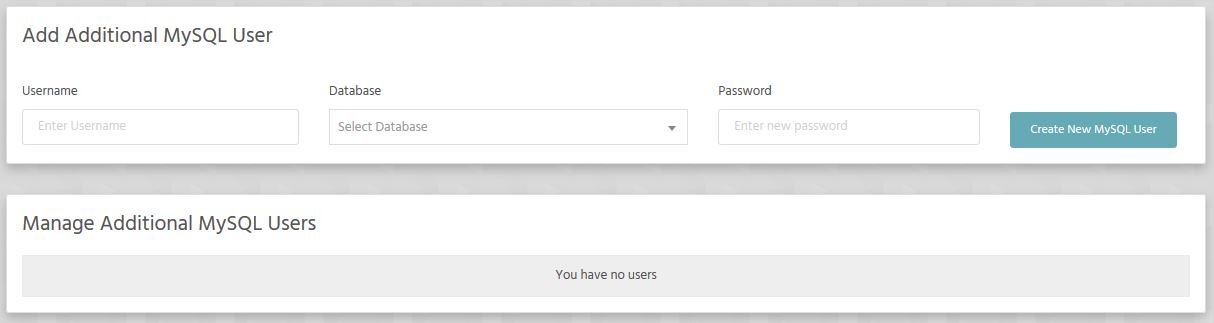 Add Additional MySQL User
Username
Database
Password
Enter Username
Select Database
Enter new password
Create New MySQL User
Manage Additional MySQL Users
You have no users